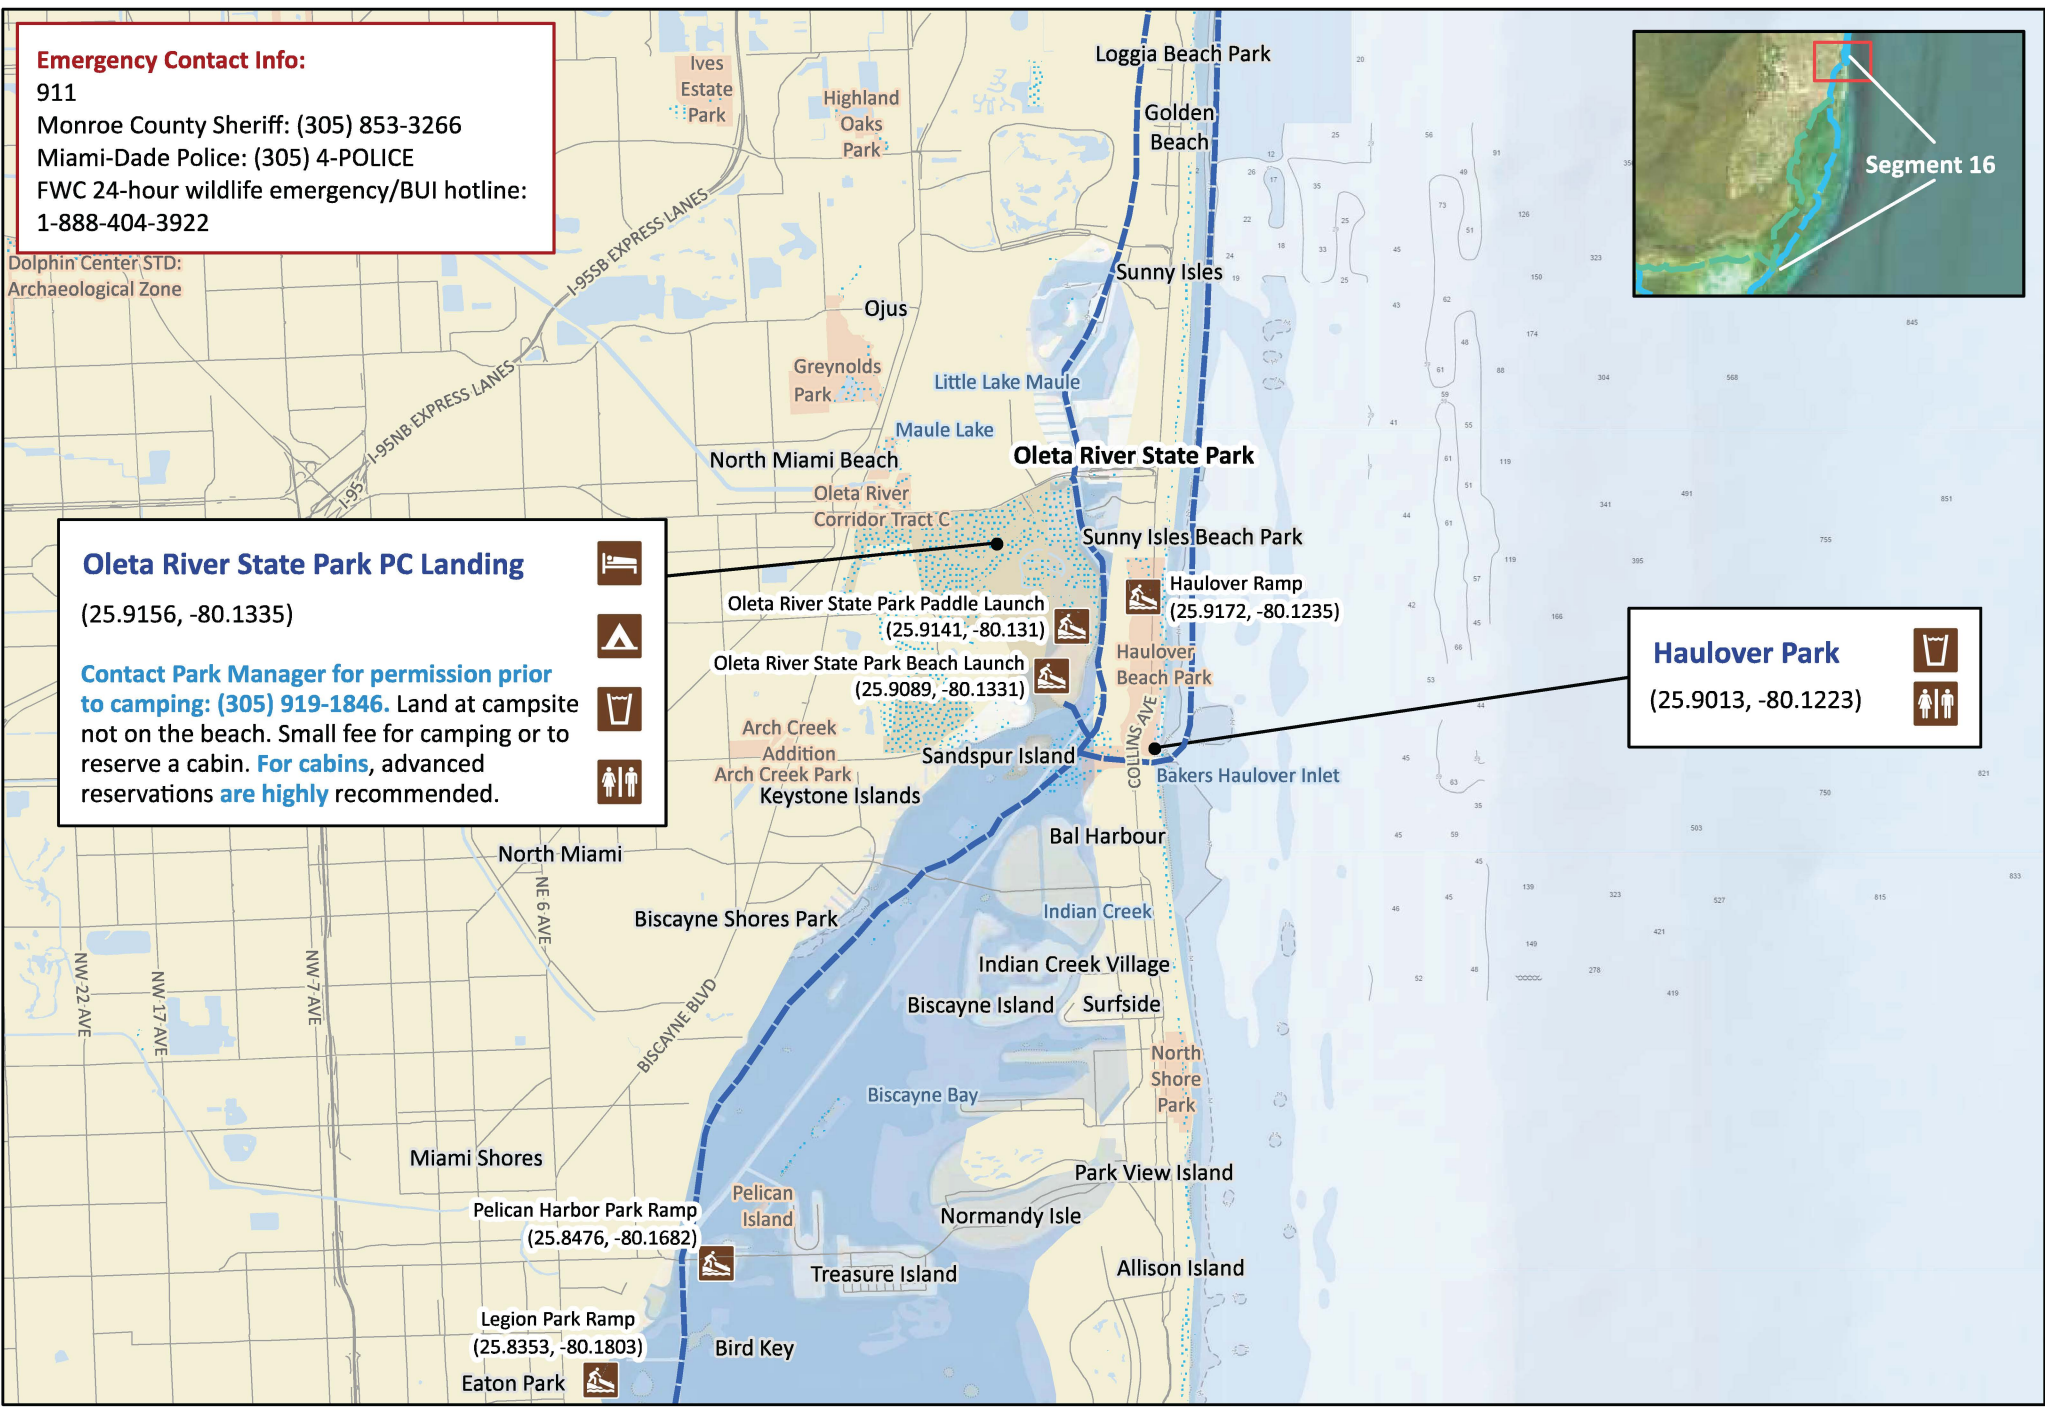 Emergency Contact Info:
911
Monroe County Sheriff: (305) 853-3266
Miami-Dade Police: (305) 4-POLICE
FWC 24-hour wildlife emergency/BUI hotline:
1-888-404-3922
Dolphin Center STD:
Archaeological Zone
Ives
Estate
Park
Highland
Oaks
Park
I-95SB EXPRESS LANES
I-95NB EXPRESS LANES
I-95
Loggia Beach Park
Golden
Beach
Sunny Isles
Segment 16
Ojus
Greynolds
Park
Little Lake Maule
Maule Lake
North Miami Beach
Oleta River State Park
Oleta River
Corridor Tract C
Sunny Isles Beach Park
Oleta River State Park PC Landing
(25.9156, -80.1335)
Contact Park Manager for permission prior
to camping: (305) 919-1846. Land at campsite
not on the beach. Small fee for camping or to
reserve a cabin. For cabins, advanced
reservations are highly recommended.
Oleta River State Park Paddle Launch
(25.9141, -80.131)
Oleta River State Park Beach Launch
(25.9089, -80.1331)
Haulover Ramp
(25.9172, -80.1235)
Haulover
Beach Park
COLLINS AVE
Haulover Park
(25.9013, -80.1223)
Arch Creek
Addition
Arch Creek Park
Sandspur Island
Keystone Islands
Bakers Haulover Inlet
Bal Harbour
North Miami
NE 6 AVE
Biscayne Shores Park
Indian Creek
Indian Creek Village
Biscayne Island
Surfside
NW 22 AVE
NW 17 AVE
NW 7 AVE
BISCAYNE BLVD
North
Shore
Park
Biscayne Bay
Miami Shores
Park View Island
Pelican
Island
Pelican Harbor Park Ramp
(25.8476, -80.1682)
Normandy Isle
Treasure Island
Allison Island
Legion Park Ramp
(25.8353, -80.1803)
Bird Key
Eaton Park